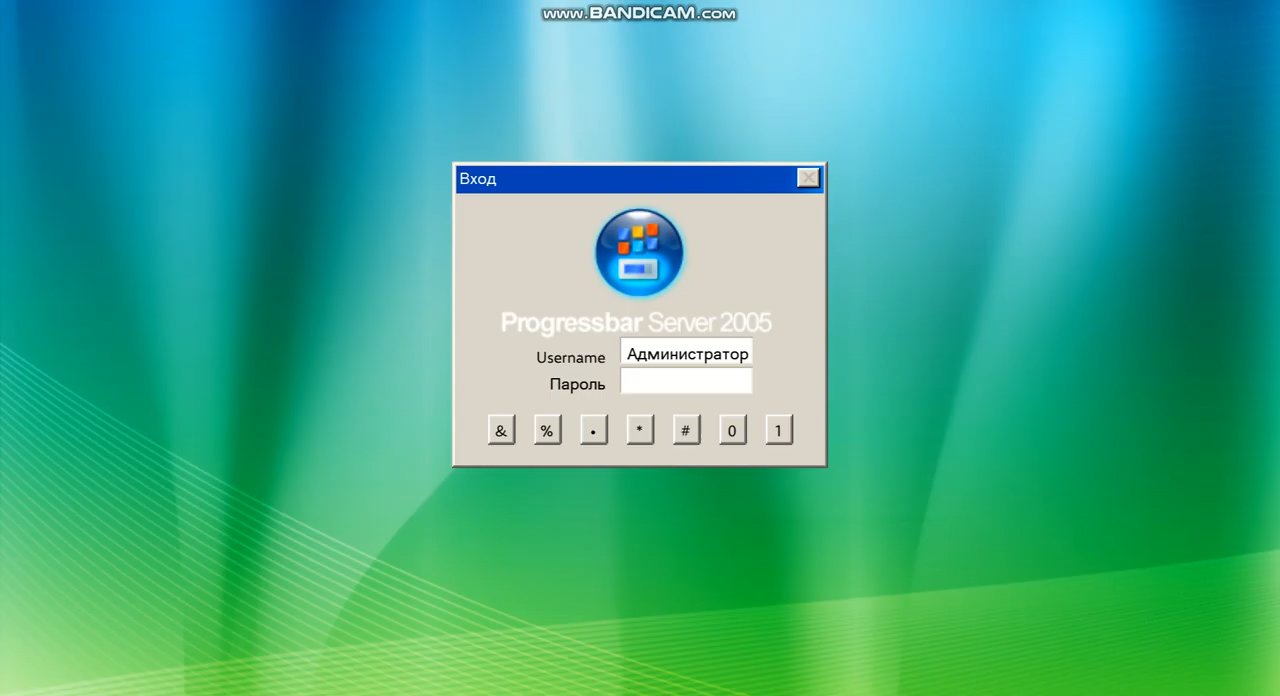 www.BANDICAM.com
Вход
Progressbar Server 2005
Username Администратор
Пароль
& % • * # 0 1